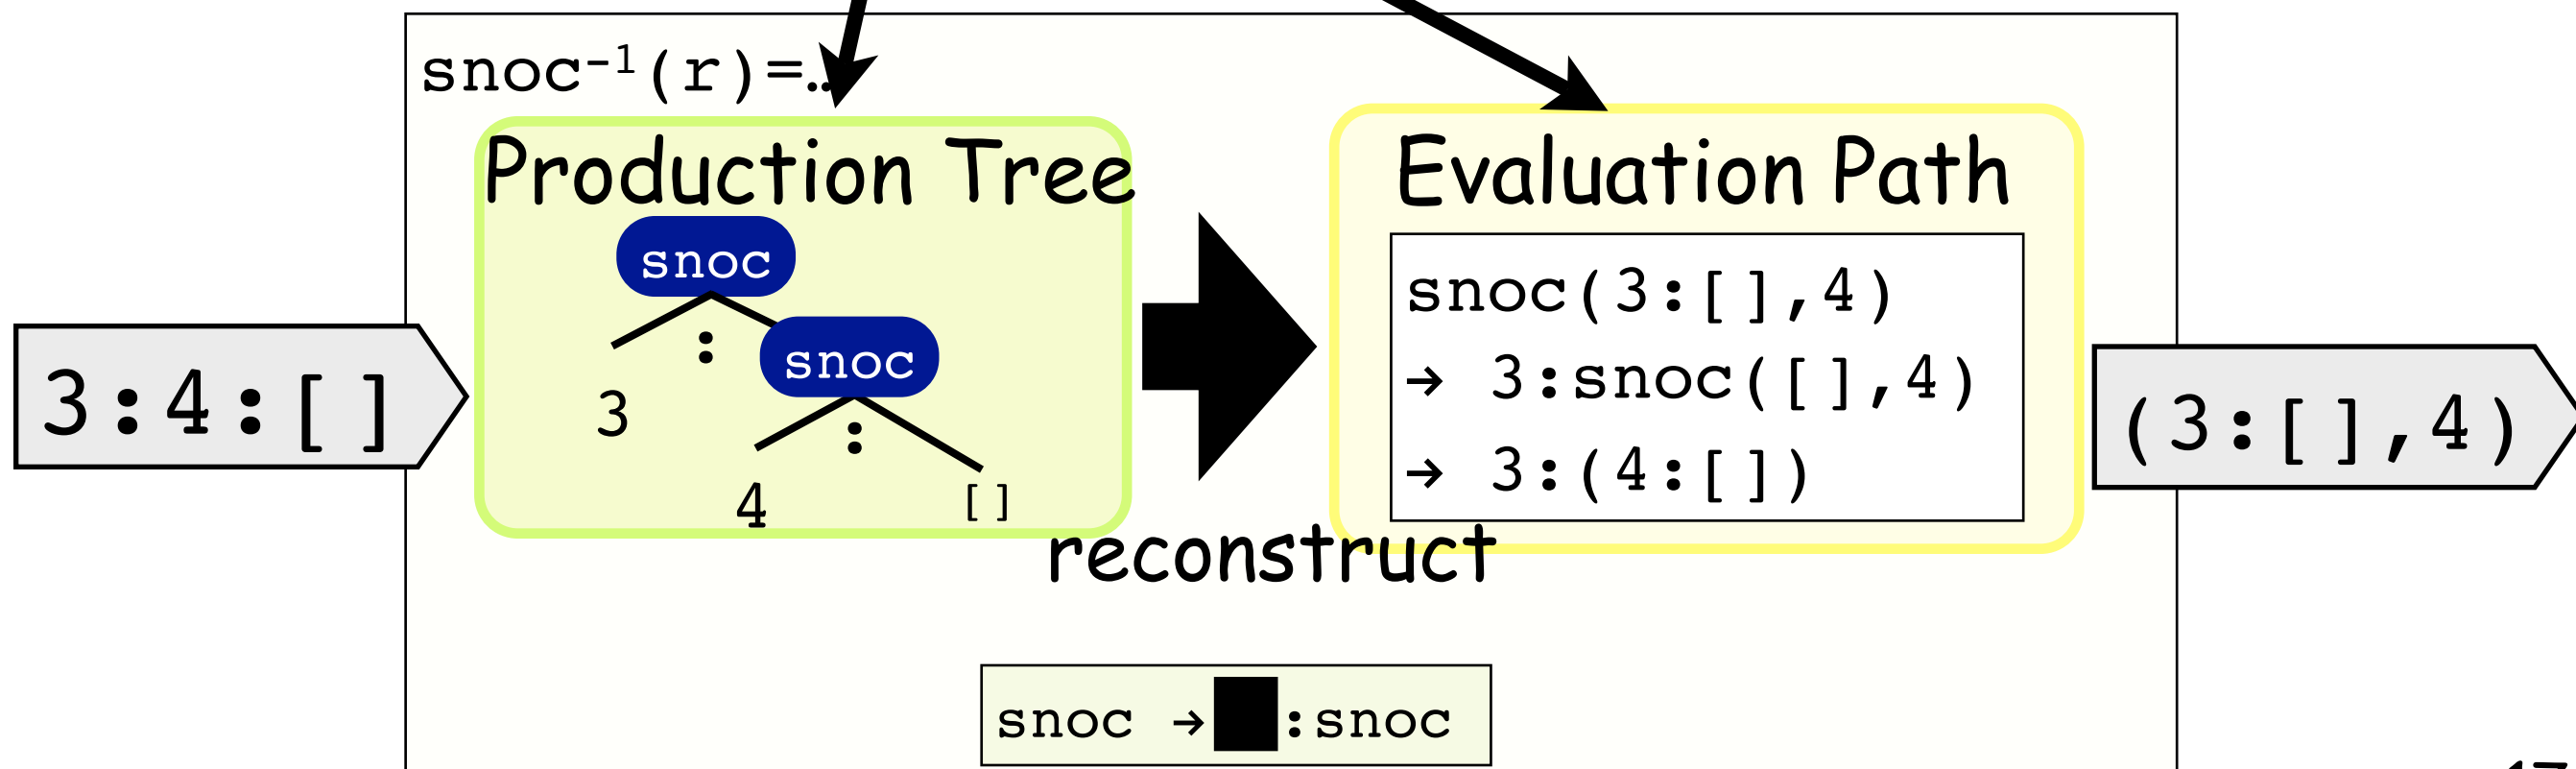 snoc⁻¹(r)=..
Production Tree
snoc
:
snoc
3
:
4
[]
3:4:[]
Evaluation Path
snoc(3:[],4)
→ 3:snoc([],4)
→ 3:(4:[])
(3:[],4)
reconstruct
snoc → :snoc